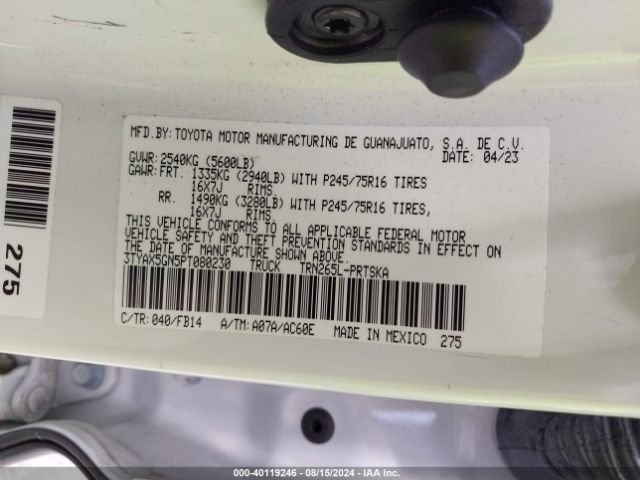 MFD.BY:TOYOTA MOTOR MANUFACTURING DE GUANAJUATO, S.A. DE C.V.
GVWR:2540KG (5600LB) DATE: 04/23
GAWR:FRT. 1335KG (2940LB) WITH P245/75R16 TIRES
16X7J RIMS.
RR. 1490KG (3280LB) WITH P245/75R16 TIRES,
16X7J RIMS.
THIS VEHICLE CONFORMS TO ALL APPLICABLE FEDERAL MOTOR
VEHICLE SAFETY AND THEFT PREVENTION STANDARDS IN EFFECT ON
THE DATE OF MANUFACTURE SHOWN ABOVE.
3TYAX5GN5PT080230 TRUCK TRN265L-PRTSKA
C/TR:040/FB14 A/TM:A07A/AC60E MADE IN MEXICO 275
275
000-40119246 - 08/15/2024 - IAA Inc.